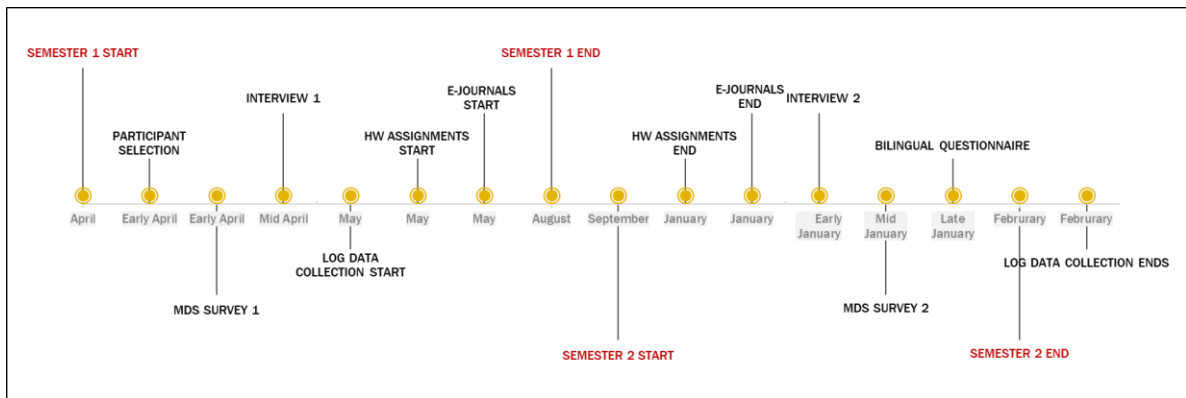 SEMESTER 1 START
SEMESTER 1 END
E-JOURNALS
START
E-JOURNALS
END
INTERVIEW 1
INTERVIEW 2
PARTICIPANT
SELECTION
HW ASSIGNMENTS
START
HW ASSIGNMENTS
END
BILINGUAL QUESTIONNAIRE
April
Early April
Early April
Mid April
May
May
May
August
September
January
January
Early
January
Mid
January
Late
January
Februrary
Februrary
LOG DATA
COLLECTION START
LOG DATA COLLECTION ENDS
MDS SURVEY 1
MDS SURVEY 2
SEMESTER 2 START
SEMESTER 2 END